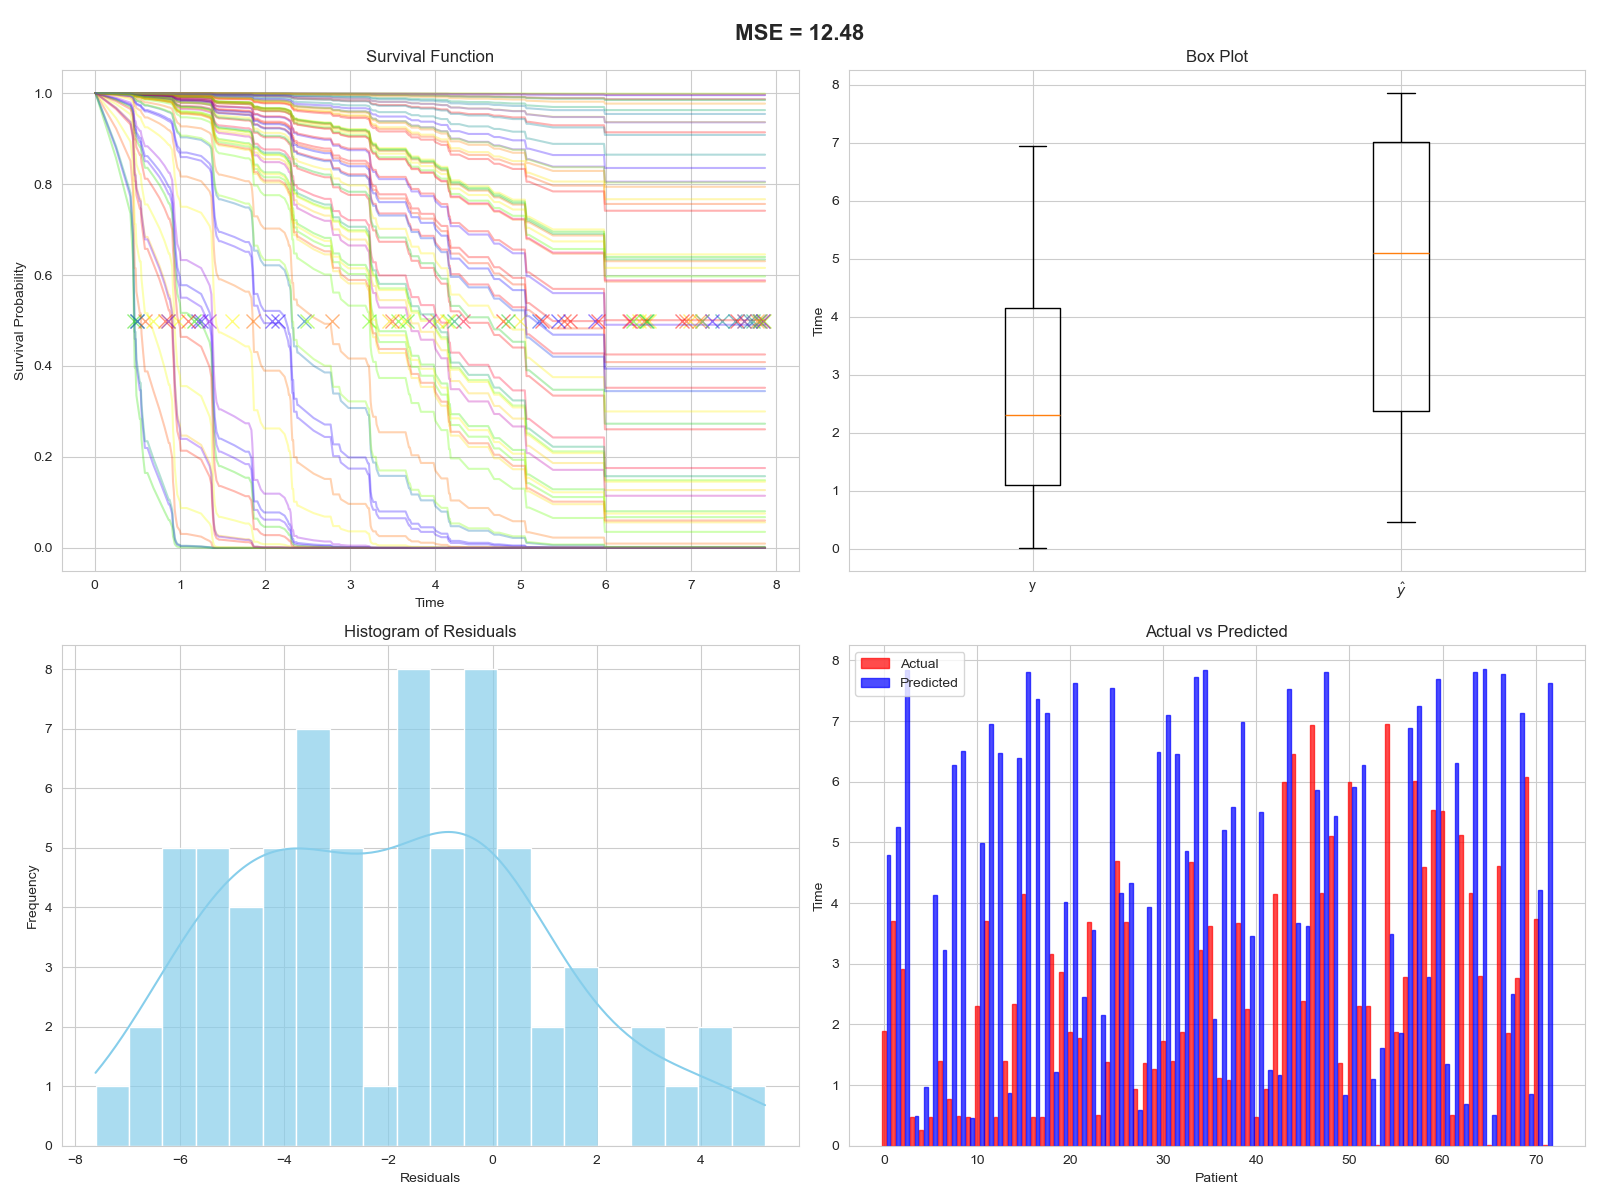 MSE = 12.48
Survival Function
1.0
0.8
0.6
0.4
0.2
0.0
Survival Probability
0 1 2 3 4 5 6 7 8
Time
Box Plot
8
7
6
5
4
3
2
1
0
Time
y ŷ
Histogram of Residuals
8
7
6
5
4
3
2
1
0
Frequency
−8 −6 −4 −2 0 2 4
Residuals
Actual vs Predicted
Actual
Predicted
8
7
6
5
4
3
2
1
0
Time
0 10 20 30 40 50 60 70
Patient